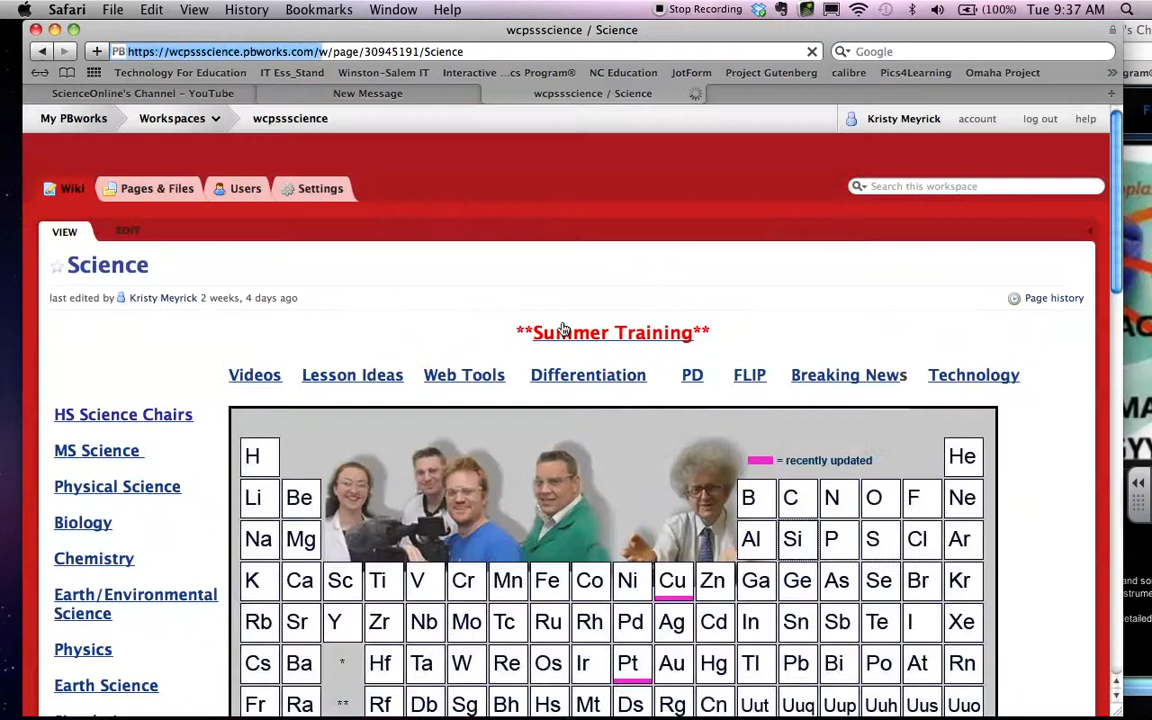 Safari File Edit View History Bookmarks Window Help Stop Recording (100%) Tue 9:37 AM
wcpssscience / Science
PB https://wcpssscience.pbworks.com/w/page/30945191/Science Google
Technology For Education IT Ess_Stand Winston-Salem IT Interactive ...cs Program® NC Education JotForm Project Gutenberg calibre Pics4Learning Omaha Project
ScienceOnline's Channel – YouTube New Message wcpssscience / Science
My PBworks Workspaces wcpssscience Kristy Meyrick account log out help
Wiki Pages & Files Users Settings Search this workspace
VIEW EDIT
Science
last edited by Kristy Meyrick 2 weeks, 4 days ago Page history
**Summer Training**
Videos Lesson Ideas Web Tools Differentiation PD FLIP Breaking News Technology
HS Science Chairs
MS Science
Physical Science
Biology
Chemistry
Earth/Environmental
Science
Physics
Earth Science
= recently updated
H He
Li Be B C N O F Ne
Na Mg Al Si P S Cl Ar
K Ca Sc Ti V Cr Mn Fe Co Ni Cu Zn Ga Ge As Se Br Kr
Rb Sr Y Zr Nb Mo Tc Ru Rh Pd Ag Cd In Sn Sb Te I Xe
Cs Ba * Hf Ta W Re Os Ir Pt Au Hg Tl Pb Bi Po At Rn
Fr Ra ** Rf Db Sg Bh Hs Mt Ds Rg Cn Uut Uuq Uup Uuh Uus Uuo